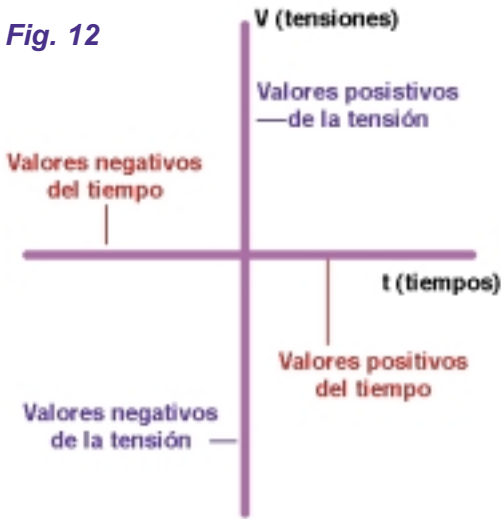 Fig. 12
V (tensiones)
Valores posistivos
de la tensión
Valores negativos
del tiempo
t (tiempos)
Valores positivos
del tiempo
Valores negativos
de la tensión